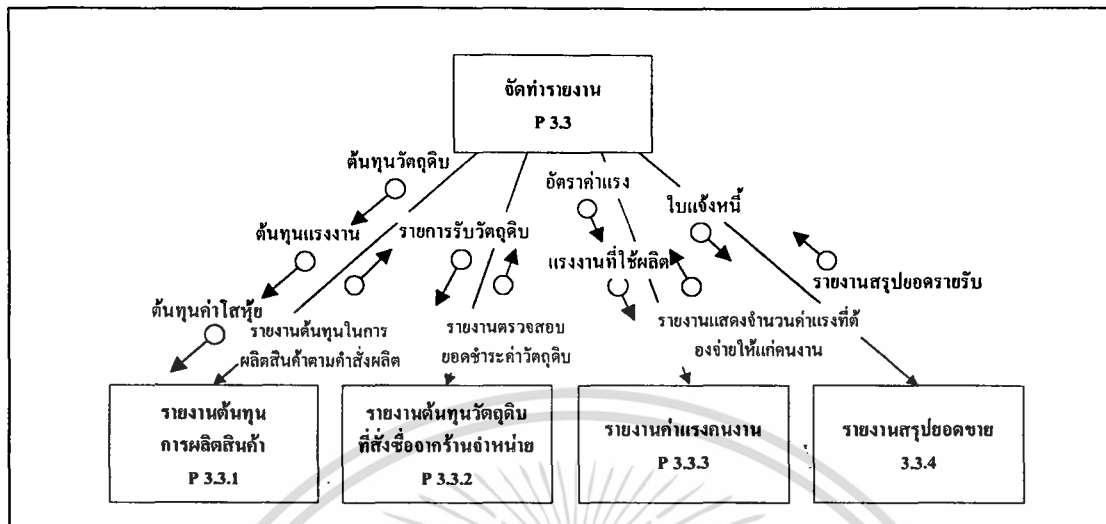 จัดทำรายงาน
P 3.3
ต้นทุนวัตถุดิบ
อัตราค่าแรง
ใบแจ้งหนี้
ต้นทุนแรงงาน
รายการรับวัตถุดิบ
แรงงานที่ใช้ผลิต
รายงานสรุปยอดรายรับ
ต้นทุนค่าโสหุ้ย
รายงานต้นทุนในการ
ผลิตสินค้าตามคำสั่งผลิต
รายงานตรวจสอบ
ยอดชำระค่าวัตถุดิบ
รายงานแสดงจำนวนค่าแรงที่ต้
องจ่ายให้แก่คนงาน
รายงานต้นทุน
การผลิตสินค้า
P 3.3.1
รายงานต้นทุนวัตถุดิบ
ที่สั่งซื้อจากร้านจำหน่าย
P 3.3.2
รายงานค่าแรงคนงาน
P 3.3.3
รายงานสรุปยอดขาย
3.3.4